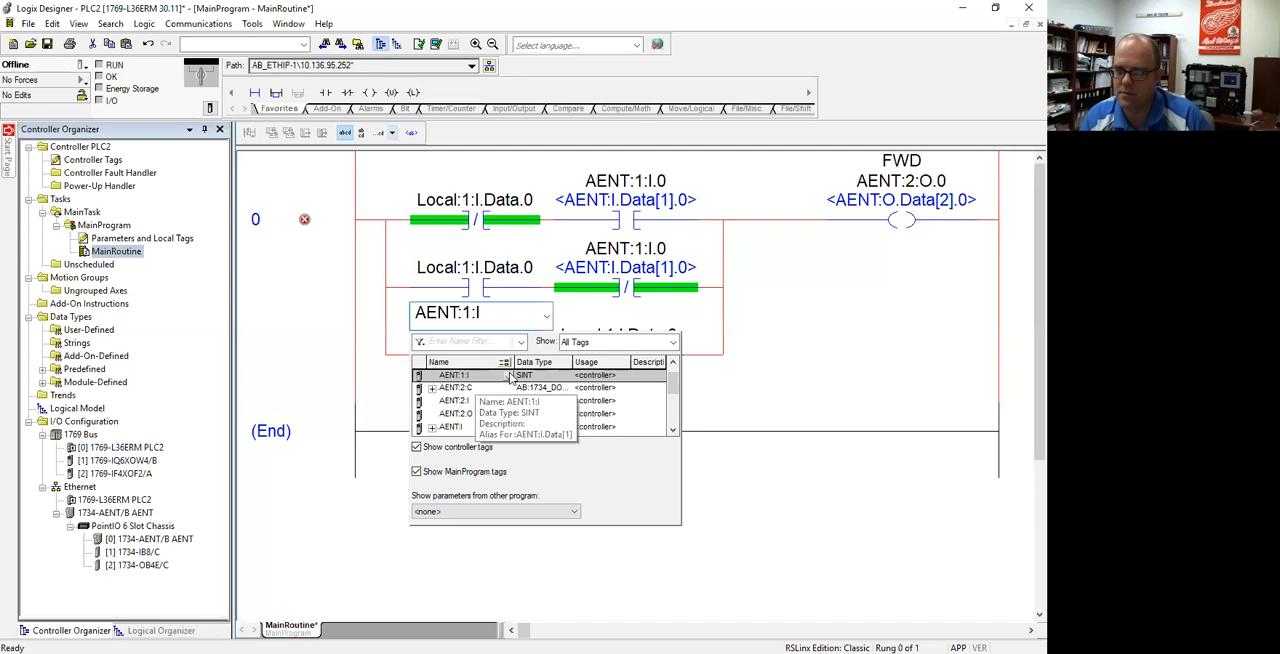 Logix Designer - PLC2 [1769-L36ERM 30.11]* - [MainProgram - MainRoutine*]
File Edit View Search Logic Communications Tools Window Help
Select language...
Offline
RUN
Path: AB_ETHIP-1\10.136.95.252*
No Forces
OK
No Edits
Energy Storage
I/O
Favorites Add-On Alarms Bit Timer/Counter Input/Output Compare Compute/Math Move/Logical File/Misc. File/Shift
Start Page
Controller Organizer
Controller PLC2
Controller Tags
Controller Fault Handler
Power-Up Handler
Tasks
MainTask
MainProgram
Parameters and Local Tags
MainRoutine
Unscheduled
Motion Groups
Ungrouped Axes
Add-On Instructions
Data Types
User-Defined
Strings
Add-On-Defined
Predefined
Module-Defined
Trends
Logical Model
I/O Configuration
1769 Bus
[0] 1769-L36ERM PLC2
[1] 1769-IQ6XOW4/B
[2] 1769-IF4XOF2/A
Ethernet
1769-L36ERM PLC2
1734-AENT/B AENT
PointIO 6 Slot Chassis
[0] 1734-AENT/B AENT
[1] 1734-IB8/C
[2] 1734-OB4E/C
Controller Organizer Logical Organizer
FWD
AENT:1:I.0 AENT:2:O.0
Local:1:I.Data.0 <AENT:I.Data[1].0> <AENT:O.Data[2].0>
0
AENT:1:I.0
Local:1:I.Data.0 <AENT:I.Data[1].0>
AENT:1:I
Enter Name Filter... Show: All Tags
Name Data Type Usage Descripti
AENT:1:I SINT <controller>
AENT:2:C AB:1734_DO... <controller>
AENT:2:I <controller>
AENT:2:O <controller>
AENT:I <controller>
Name: AENT:1:I
Data Type: SINT
Description:
Alias For :AENT:I.Data[1]
(End)
Show controller tags
Show MainProgram tags
Show parameters from other program:
<none>
MainRoutine*
MainProgram
Ready
RSLinx Edition: Classic Rung 0 of 1 APP VER
Detroit